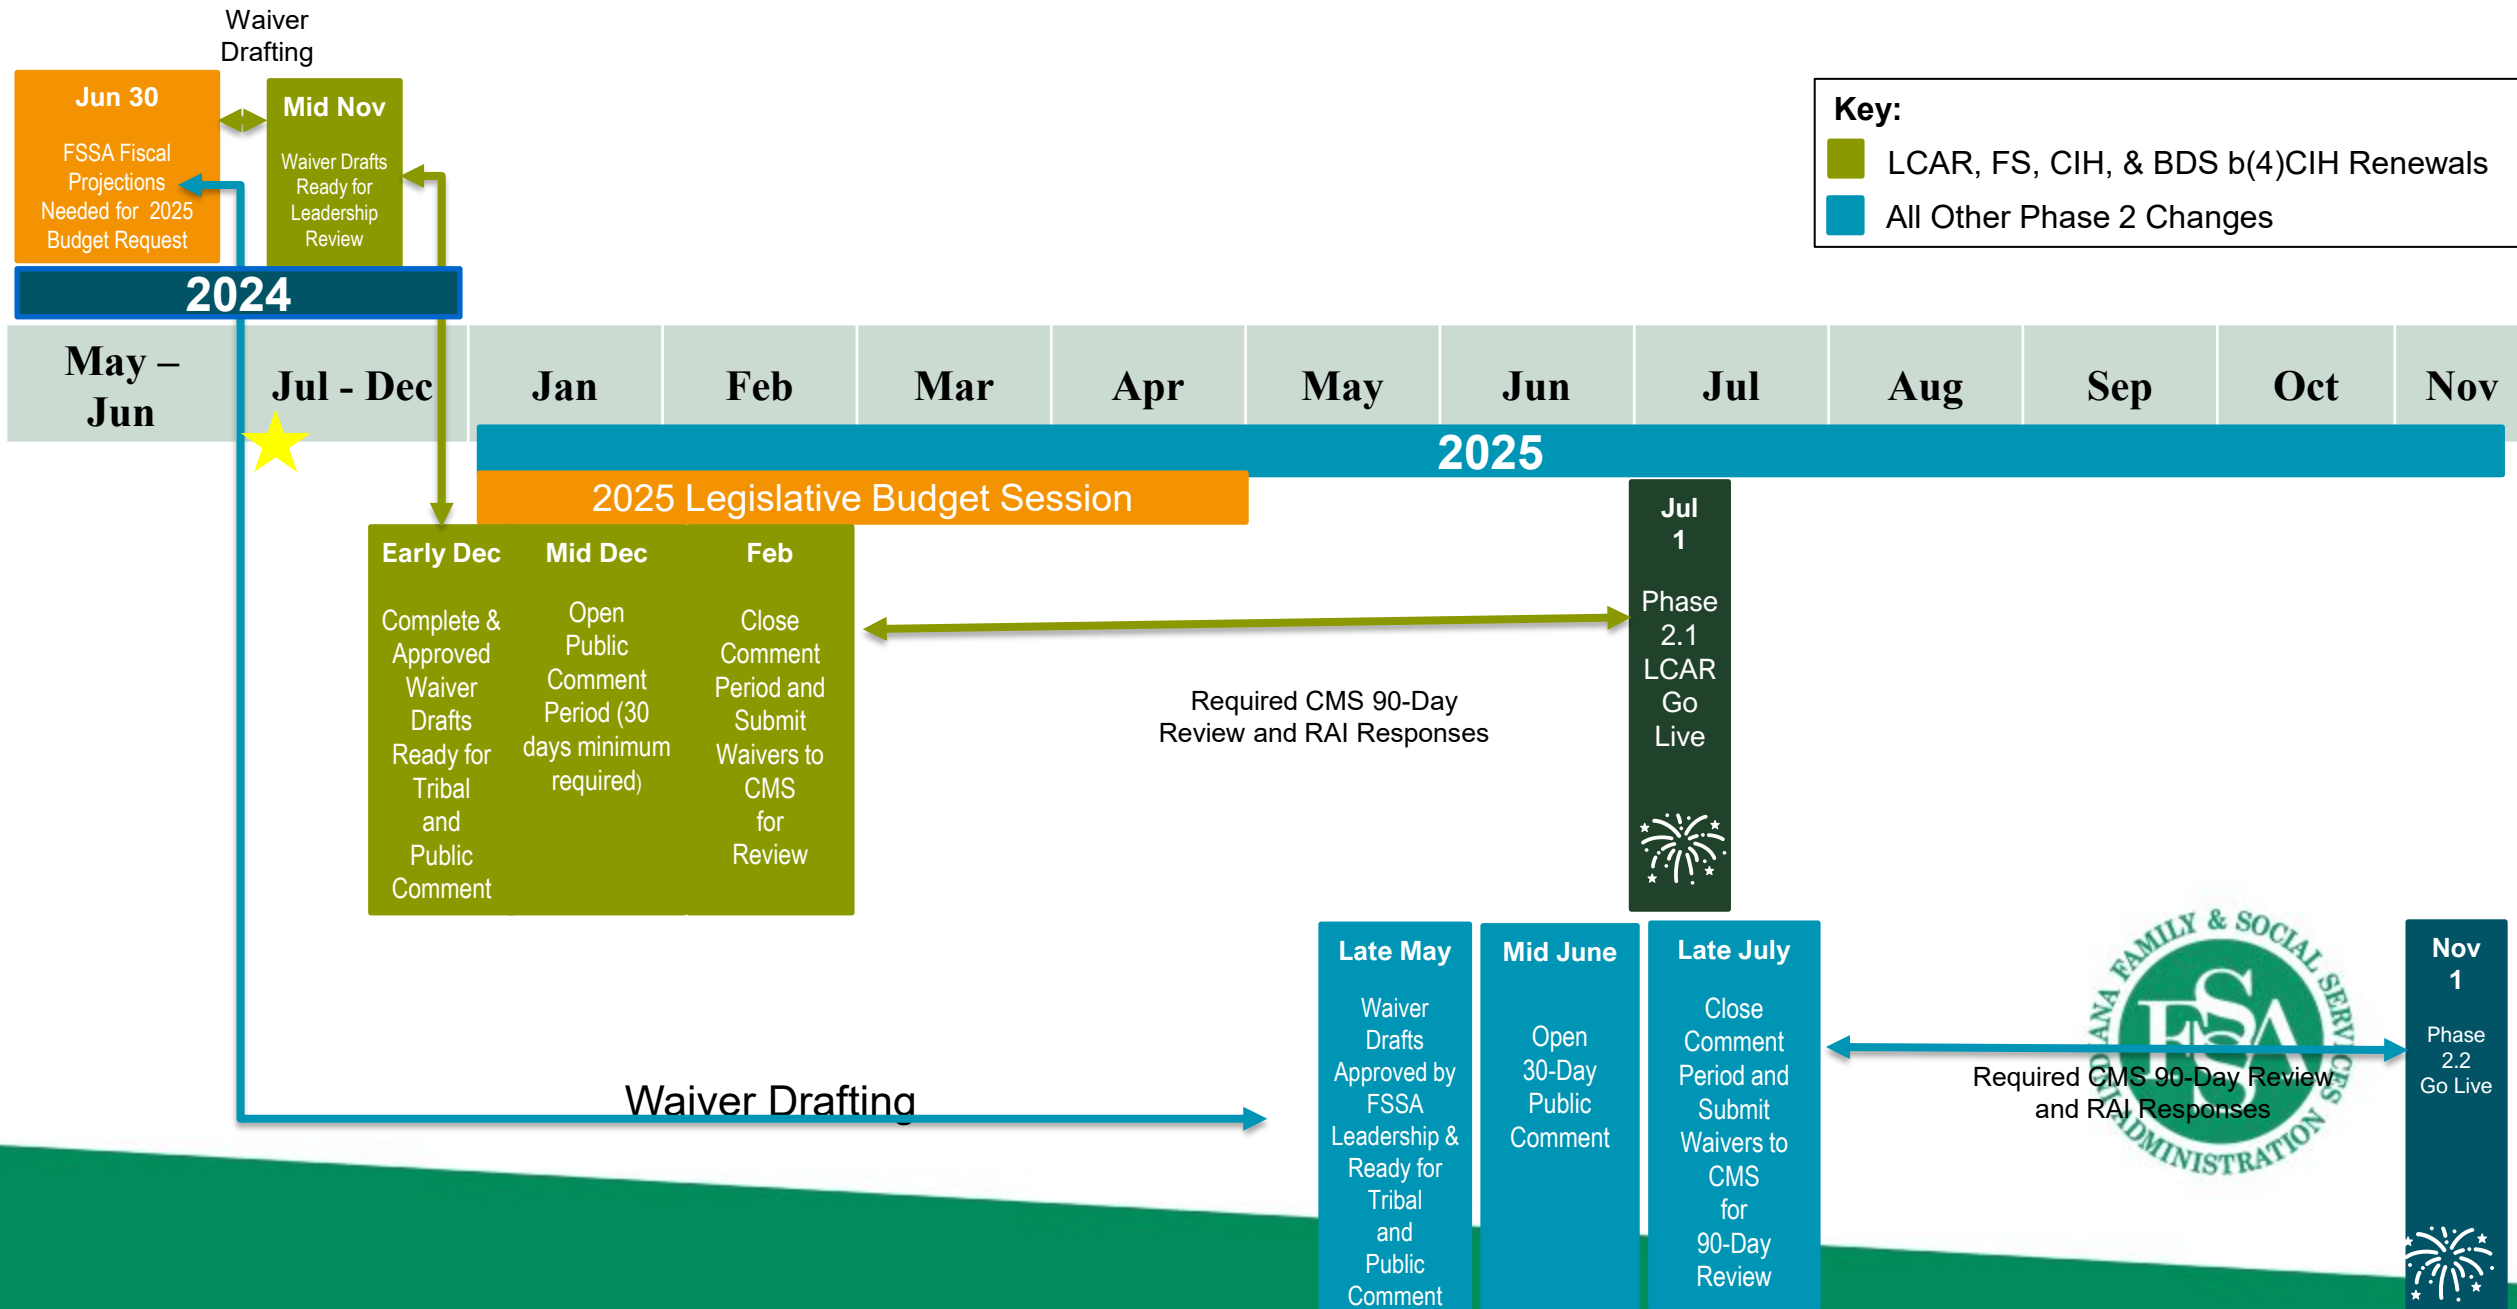 Waiver
Drafting
Jun 30
FSSA Fiscal
Projections
Needed for 2025
Budget Request
Mid Nov
Waiver Drafts
Ready for
Leadership
Review
Key:
LCAR, FS, CIH, & BDS b(4)CIH Renewals
All Other Phase 2 Changes
2024
May –
Jun
Jul - Dec
Jan
Feb
Mar
Apr
May
Jun
Jul
Aug
Sep
Oct
Nov
2025
2025 Legislative Budget Session
Early Dec
Complete &
Approved
Waiver
Drafts
Ready for
Tribal
and
Public
Comment
Mid Dec
Open
Public
Comment
Period (30
days minimum
required)
Feb
Close
Comment
Period and
Submit
Waivers to
CMS
for
Review
Required CMS 90-Day
Review and RAI Responses
Jul
1
Phase
2.1
LCAR
Go
Live
Waiver Drafting
Late May
Waiver
Drafts
Approved by
FSSA
Leadership &
Ready for
Tribal
and
Public
Comment
Mid June
Open
30-Day
Public
Comment
Late July
Close
Comment
Period and
Submit
Waivers to
CMS
for
90-Day
Review
Required CMS 90-Day Review
and RAI Responses
FAMILY & SOCIAL SERVICES
ADMINISTRATION
FSSA
Nov
1
Phase
2.2
Go Live